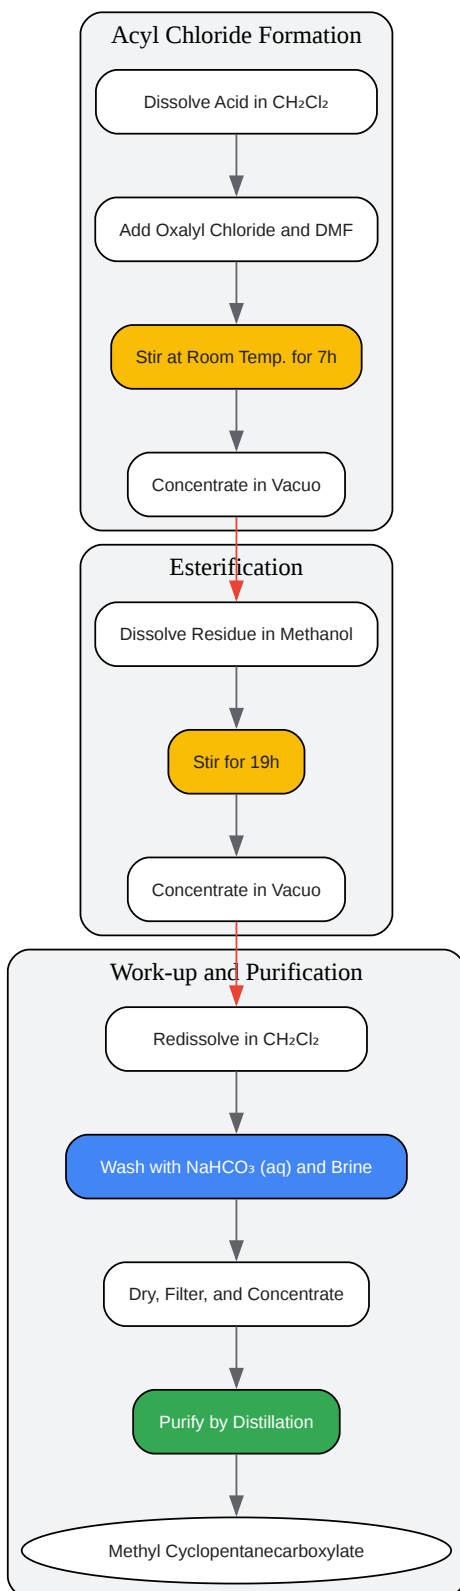 Acyl Chloride Formation
Dissolve Acid in CH₂Cl₂
Add Oxalyl Chloride and DMF
Stir at Room Temp. for 7h
Concentrate in Vacuo
Esterification
Dissolve Residue in Methanol
Stir for 19h
Concentrate in Vacuo
Work-up and Purification
Redissolve in CH₂Cl₂
Wash with NaHCO₃ (aq) and Brine
Dry, Filter, and Concentrate
Purify by Distillation
Methyl Cyclopentanecarboxylate